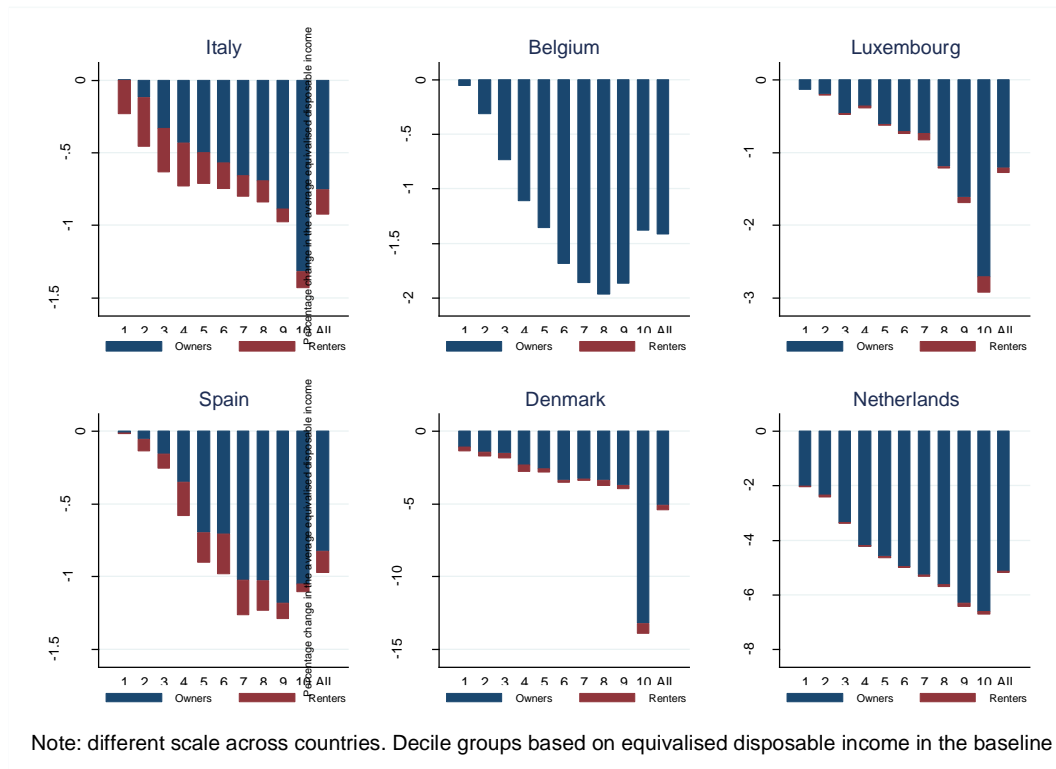 Italy
0
-.5
-1
-1.5
1 2 3 4 5 6 7 8 9 10 All
Owners Renters
Percentage change in the average equivalised disposable income
Belgium
0
-.5
-1
-1.5
-2
1 2 3 4 5 6 7 8 9 10 All
Owners Renters
Luxembourg
0
-1
-2
-3
1 2 3 4 5 6 7 8 9 10 All
Owners Renters
Spain
0
-.5
-1
-1.5
1 2 3 4 5 6 7 8 9 10 All
Owners Renters
Percentage change in the average equivalised disposable income
Denmark
0
-5
-10
-15
1 2 3 4 5 6 7 8 9 10 All
Owners Renters
Netherlands
0
-2
-4
-6
-8
1 2 3 4 5 6 7 8 9 10 All
Owners Renters
Note: different scale across countries. Decile groups based on equivalised disposable income in the baseline